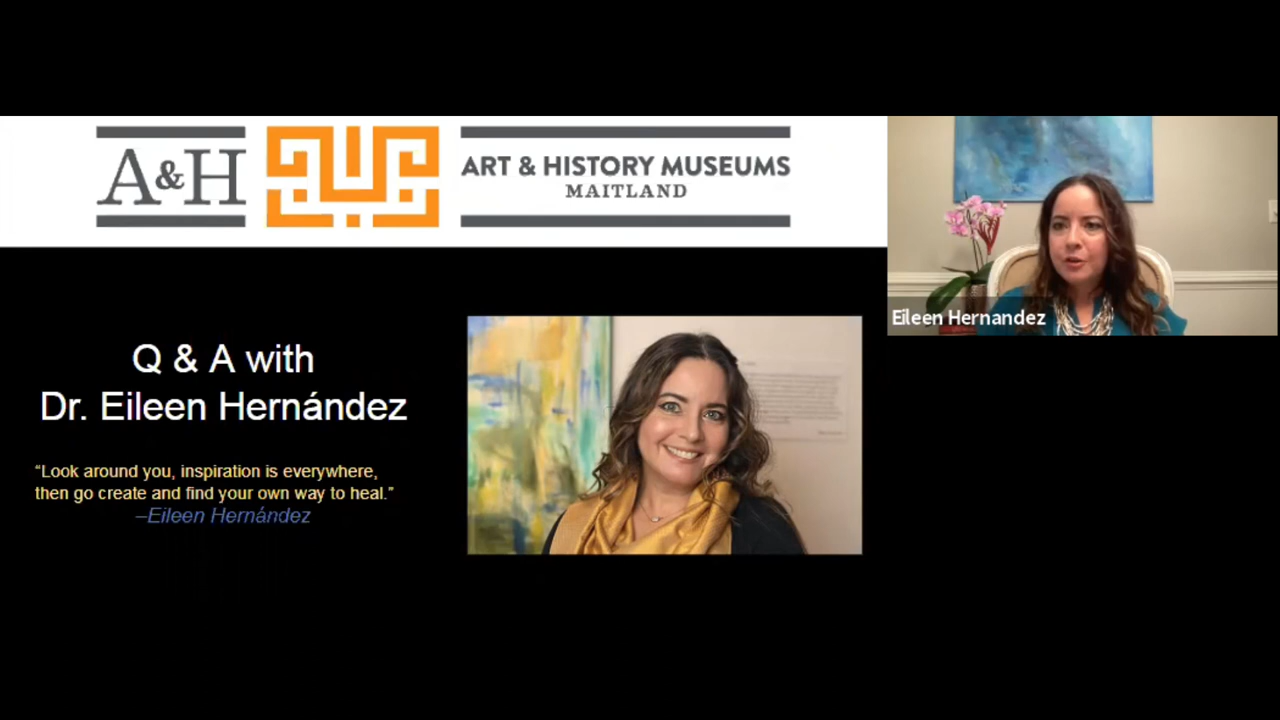 A&H
ART & HISTORY MUSEUMS
MAITLAND
Eileen Hernandez
Q & A with
Dr. Eileen Hernández
“Look around you, inspiration is everywhere,
then go create and find your own way to heal.”
–Eileen Hernández